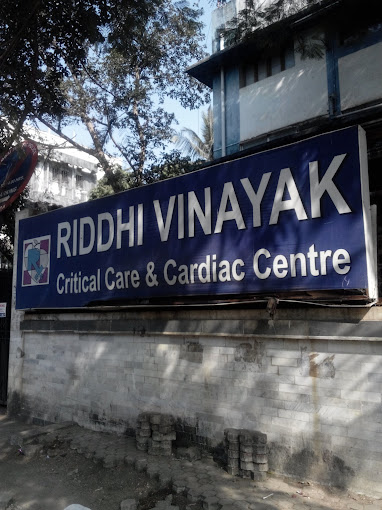 RIDDHI VINAYAK
Critical Care & Cardiac Centre